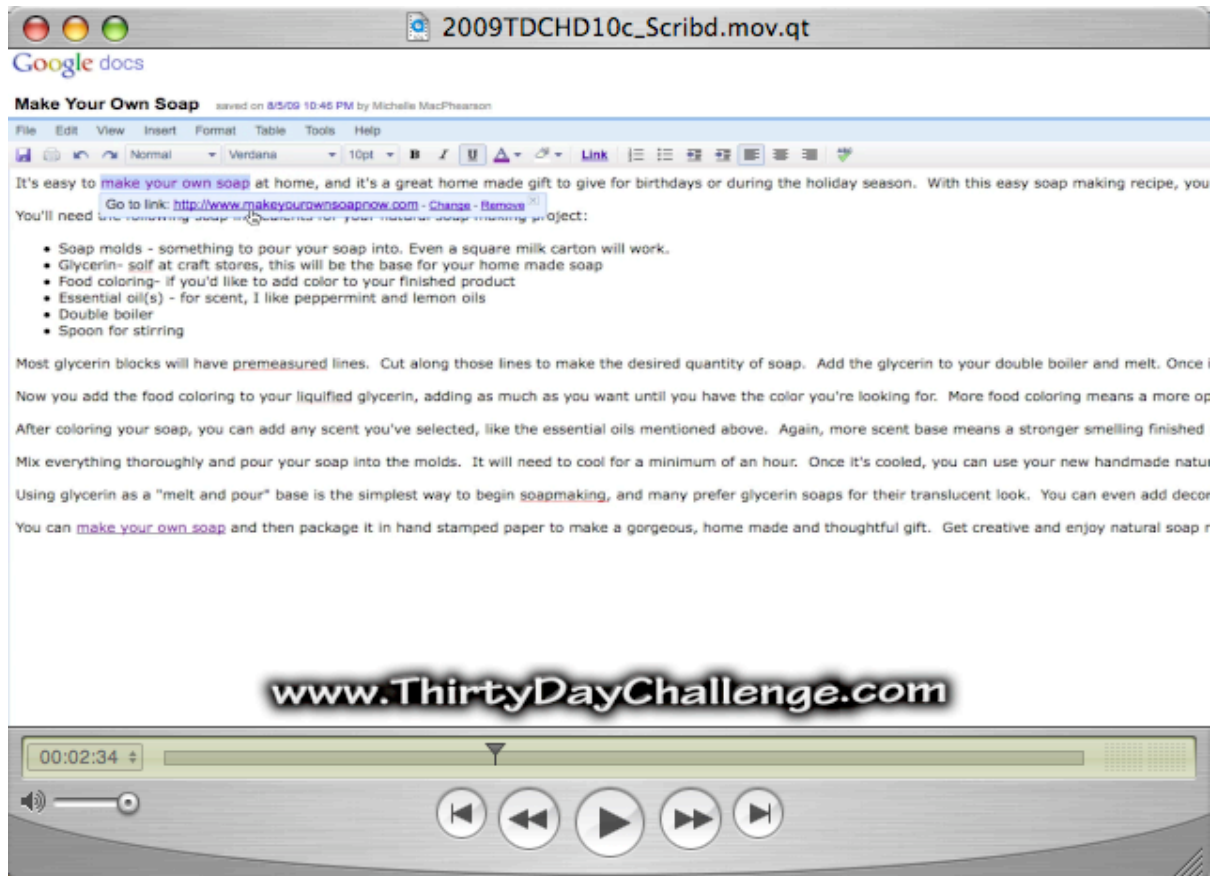 2009TDCHD10c_Scribd.mov.qt
Google docs
Make Your Own Soap saved on 8/5/09 10:46 PM by Michelle MacPhearson
File Edit View Insert Format Table Tools Help
Normal Verdana 10pt B I U A Link
It's easy to make your own soap at home, and it's a great home made gift to give for birthdays or during the holiday season. With this easy soap making recipe, you
Go to link: http://www.makeyourownsoapnow.com - Change - Remove
You'll need the following soap ingredients for your natural soap making project:
• Soap molds - something to pour your soap into. Even a square milk carton will work.
• Glycerin- solf at craft stores, this will be the base for your home made soap
• Food coloring- if you'd like to add color to your finished product
• Essential oil(s) - for scent, I like peppermint and lemon oils
• Double boiler
• Spoon for stirring
Most glycerin blocks will have premeasured lines. Cut along those lines to make the desired quantity of soap. Add the glycerin to your double boiler and melt. Once i
Now you add the food coloring to your liquified glycerin, adding as much as you want until you have the color you're looking for. More food coloring means a more op
After coloring your soap, you can add any scent you've selected, like the essential oils mentioned above. Again, more scent base means a stronger smelling finished
Mix everything thoroughly and pour your soap into the molds. It will need to cool for a minimum of an hour. Once it's cooled, you can use your new handmade natu
Using glycerin as a "melt and pour" base is the simplest way to begin soapmaking, and many prefer glycerin soaps for their translucent look. You can even add decor
You can make your own soap and then package it in hand stamped paper to make a gorgeous, home made and thoughtful gift. Get creative and enjoy natural soap
www.ThirtyDayChallenge.com
00:02:34